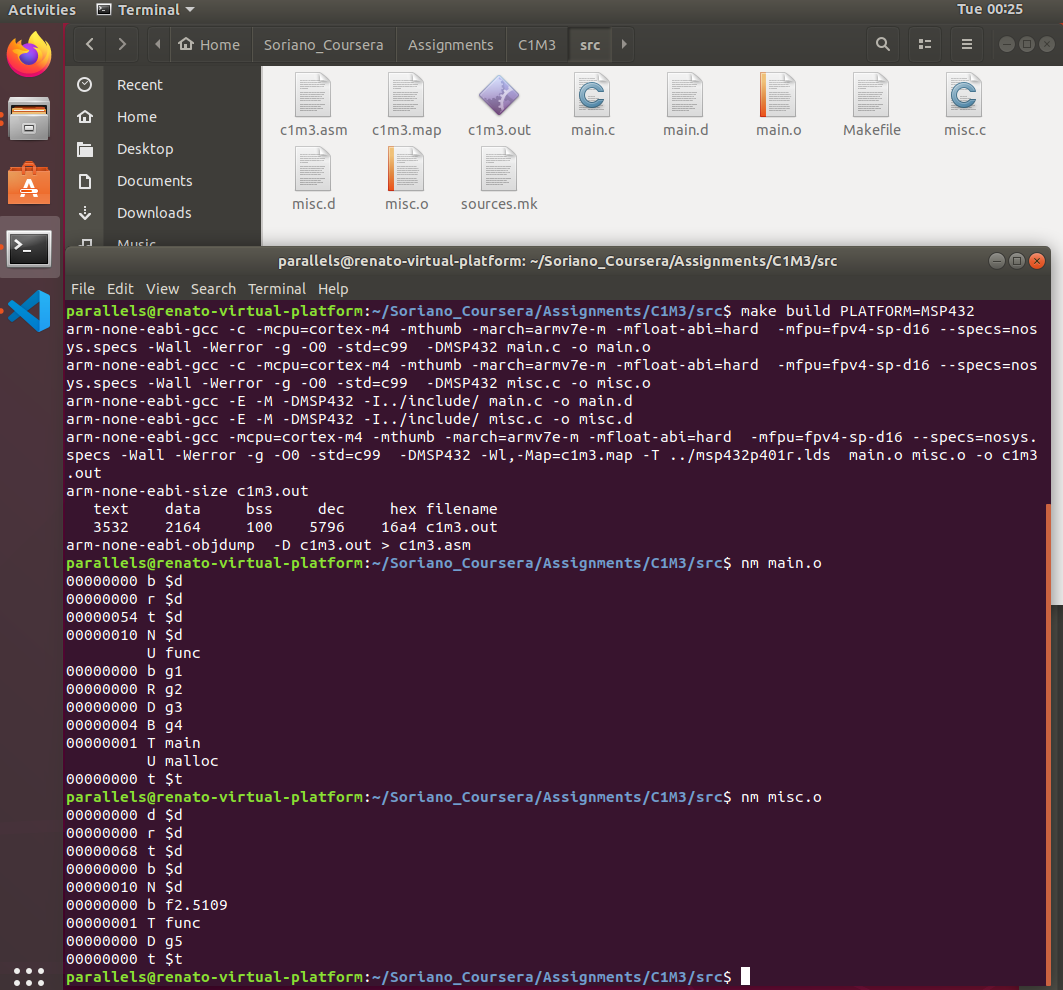 Activities Terminal Tue 00:25
Home Soriano_Coursera Assignments C1M3 src
Recent
Home
Desktop
Documents
Downloads
Music
c1m3.asm c1m3.map c1m3.out main.c main.d main.o Makefile misc.c
misc.d misc.o sources.mk
parallels@renato-virtual-platform: ~/Soriano_Coursera/Assignments/C1M3/src
File Edit View Search Terminal Help
parallels@renato-virtual-platform:~/Soriano_Coursera/Assignments/C1M3/src$ make build PLATFORM=MSP432
arm-none-eabi-gcc -c -mcpu=cortex-m4 -mthumb -march=armv7e-m -mfloat-abi=hard  -mfpu=fpv4-sp-d16 --specs=nos
ys.specs -Wall -Werror -g -O0 -std=c99  -DMSP432 main.c -o main.o
arm-none-eabi-gcc -c -mcpu=cortex-m4 -mthumb -march=armv7e-m -mfloat-abi=hard  -mfpu=fpv4-sp-d16 --specs=nos
ys.specs -Wall -Werror -g -O0 -std=c99  -DMSP432 misc.c -o misc.o
arm-none-eabi-gcc -E -M -DMSP432 -I../include/ main.c -o main.d
arm-none-eabi-gcc -E -M -DMSP432 -I../include/ misc.c -o misc.d
arm-none-eabi-gcc -mcpu=cortex-m4 -mthumb -march=armv7e-m -mfloat-abi=hard  -mfpu=fpv4-sp-d16 --specs=nosys.
specs -Wall -Werror -g -O0 -std=c99  -DMSP432 -Wl,-Map=c1m3.map -T ../msp432p401r.lds  main.o misc.o -o c1m3
.out
arm-none-eabi-size c1m3.out
   text    data     bss     dec     hex filename
   3532    2164     100    5796    16a4 c1m3.out
arm-none-eabi-objdump  -D c1m3.out > c1m3.asm
parallels@renato-virtual-platform:~/Soriano_Coursera/Assignments/C1M3/src$ nm main.o
00000000 b $d
00000000 r $d
00000054 t $d
00000010 N $d
         U func
00000000 b g1
00000000 R g2
00000000 D g3
00000004 B g4
00000001 T main
         U malloc
00000000 t $t
parallels@renato-virtual-platform:~/Soriano_Coursera/Assignments/C1M3/src$ nm misc.o
00000000 d $d
00000000 r $d
00000068 t $d
00000000 b $d
00000010 N $d
00000000 b f2.5109
00000001 T func
00000000 D g5
00000000 t $t
parallels@renato-virtual-platform:~/Soriano_Coursera/Assignments/C1M3/src$